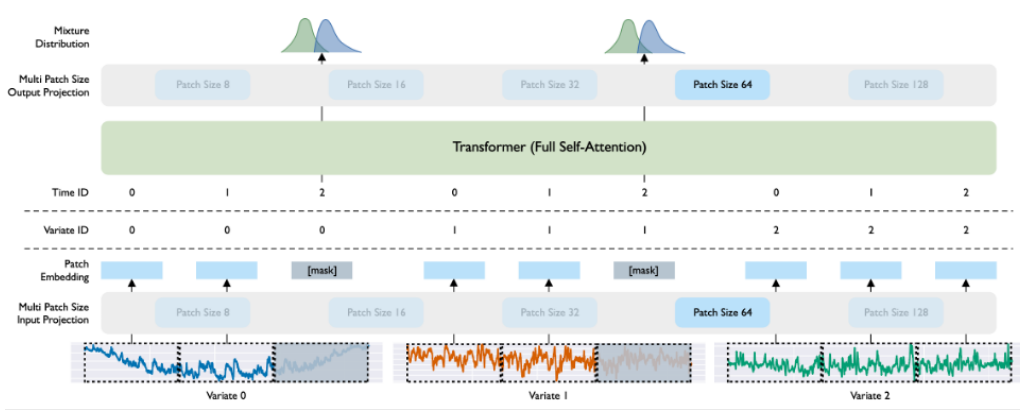 Mixture
Distribution
Multi Patch Size
Output Projection
Patch Size 8
Patch Size 16
Patch Size 32
Patch Size 64
Patch Size 128
Transformer (Full Self-Attention)
Time ID 0 1 2 0 1 2 0 1 2
Variate ID 0 0 0 1 1 1 2 2 2
Patch
Embedding
[mask]
[mask]
Multi Patch Size
Input Projection
Patch Size 8
Patch Size 16
Patch Size 32
Patch Size 64
Patch Size 128
Variate 0
Variate 1
Variate 2